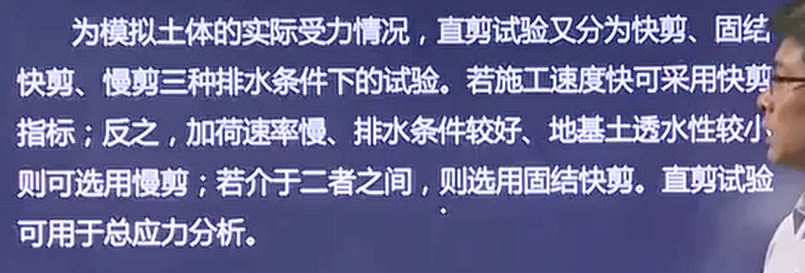 为模拟土体的实际受力情况，直剪试验又分为快剪、固结
快剪、慢剪三种排水条件下的试验。若施工速度快可采用快剪
指标；反之，加荷速率慢、排水条件较好、地基土透水性较小
则可选用慢剪；若介于二者之间，则选用固结快剪。直剪试验
可用于总应力分析。